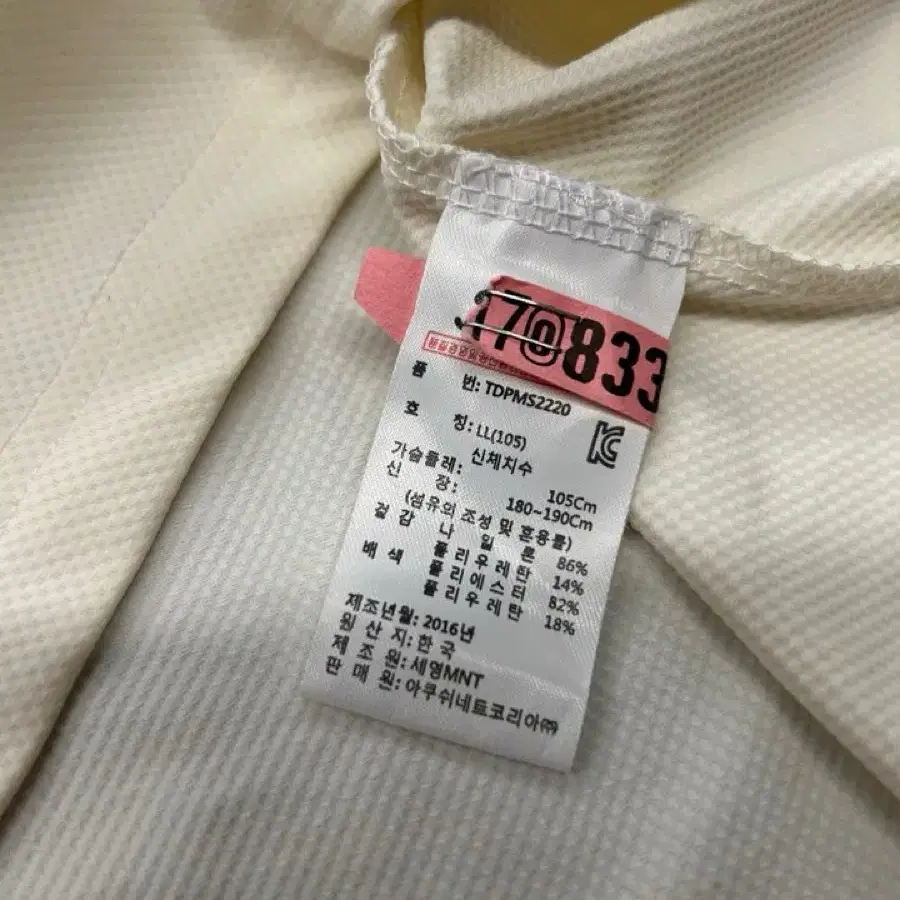 170833
품 번: TDPMS2220
호 칭: LL(105)
신체치수
가슴둘레: 105Cm
신 장: 180~190Cm
(섬유의 조성 및 혼용률)
겉 감 나 일 론 86%
폴 리 우 레 탄 14%
배 색 폴 리 에 스 터 82%
폴 리 우 레 탄 18%
제조년월: 2016년
원 산 지: 한 국
제 조 원: 세영MNT
판 매 원: 아쿠쉬네트코리아㈜